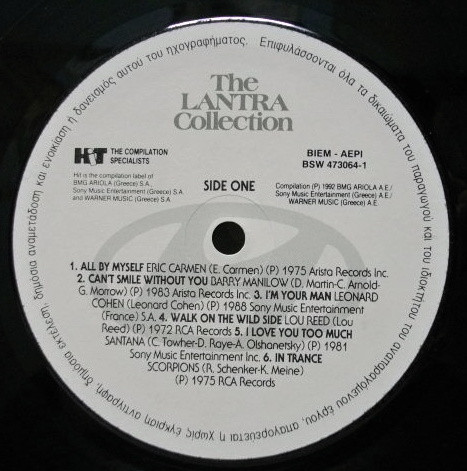 The
LANTRA
Collection
HIT THE COMPILATION
SPECIALISTS
BIEM - AEPI
BSW 473064-1
Hit is the compilation label of
BMG ARIOLA (Greece) S.A.
Sony Music Entertainment (Greece) S.A.
and WARNER MUSIC (Greece) S.A.
SIDE ONE
Compilation (P) 1992 BMG ARIOLA A.E./
Sony Music Entertainment (Greece) A.E./
WARNER MUSIC (Greece) A.E.
1. ALL BY MYSELF ERIC CARMEN (E. Carmen) (P) 1975 Arista Records Inc.
2. CAN'T SMILE WITHOUT YOU BARRY MANILOW (D. Martin-C. Arnold-
G. Morrow) (P) 1983 Arista Records Inc. 3. I'M YOUR MAN LEONARD
COHEN (Leonard Cohen) (P) 1988 Sony Music Entertainment
(France) S.A. 4. WALK ON THE WILD SIDE LOU REED (Lou
Reed) (P) 1972 RCA Records 5. I LOVE YOU TOO MUCH
SANTANA (C. Towher-D. Raye-A. Olshanetsky) (P) 1981
Sony Music Entertainment Inc. 6. IN TRANCE
SCORPIONS (R. Schenker-K. Meine)
(P) 1975 RCA Records
Επιφυλάσσονται όλα τα δικαιώματα του παραγωγού και του ιδιοκτήτου του αναπαραγομένου έργου, απαγορεύεται η χωρίς έγκριση αντιγραφή, δημόσια εκτέλεση, δημόσια αναμετάδοση και ενοικίαση ή δανεισμός αυτού του ηχογραφήματος.